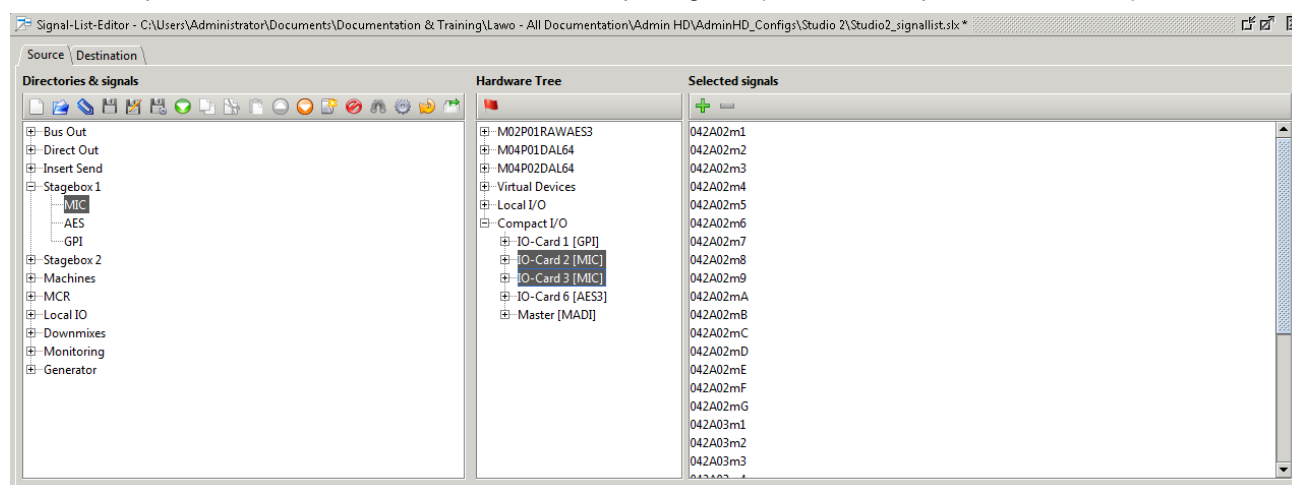 Signal-List-Editor - C:\Users\Administrator\Documents\Documentation & Training\Lawo - All Documentation\Admin HD\AdminHD_Configs\Studio 2\Studio2_signallist.slx *
Source Destination
Directories & signals
Bus Out
Direct Out
Insert Send
Stagebox 1
MIC
AES
GPI
Stagebox 2
Machines
MCR
Local IO
Downmixes
Monitoring
Generator
Hardware Tree
M02P01RAWAES3
M04P01DAL64
M04P02DAL64
Virtual Devices
Local I/O
Compact I/O
IO-Card 1 [GPI]
IO-Card 2 [MIC]
IO-Card 3 [MIC]
IO-Card 6 [AES3]
Master [MADI]
Selected signals
042A02m1
042A02m2
042A02m3
042A02m4
042A02m5
042A02m6
042A02m7
042A02m8
042A02m9
042A02mA
042A02mB
042A02mC
042A02mD
042A02mE
042A02mF
042A02mG
042A03m1
042A03m2
042A03m3